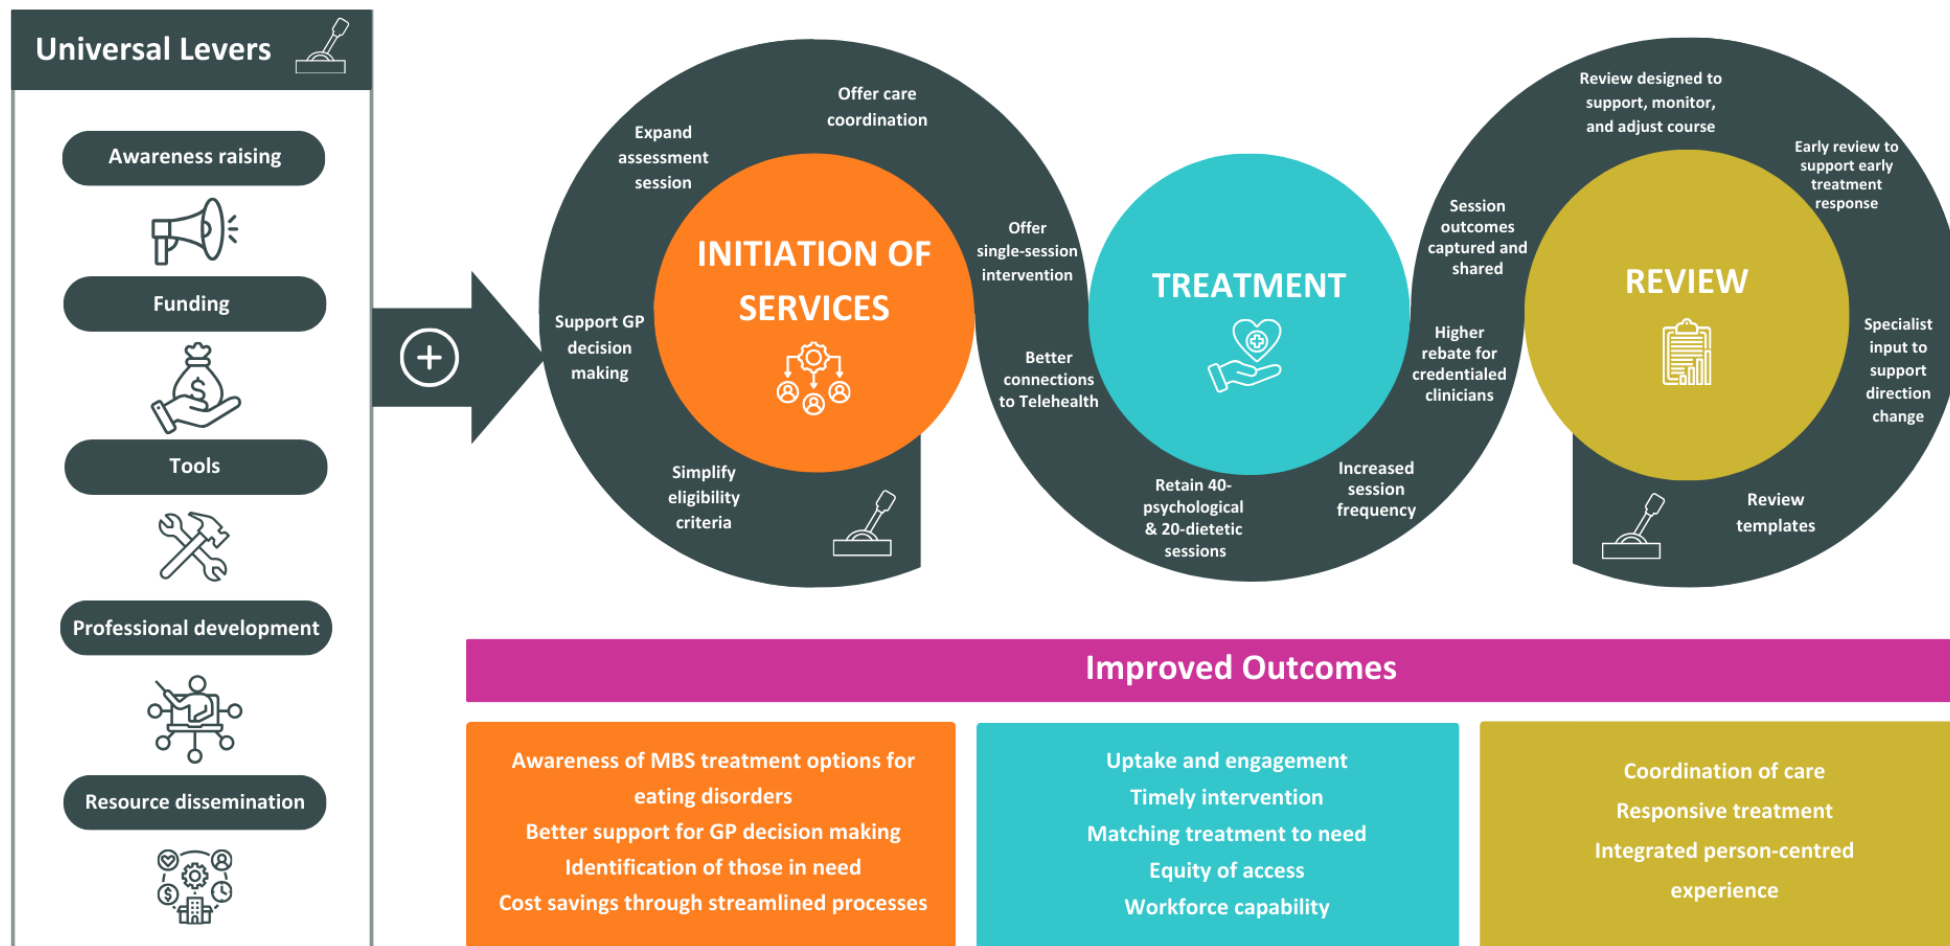 Universal Levers
Awareness raising
Funding
$
Tools
Professional development
Resource dissemination
$
+
Simplify
eligibility
criteria
Support GP
decision
making
Expand
assessment
session
Offer care
coordination
Offer
single-session
intervention
Better
connections
to Telehealth
INITIATION OF
SERVICES
Retain 40-
psychological
& 20-dietetic
sessions
Increased
session
frequency
Higher
rebate for
credentialed
clinicians
Session
outcomes
captured and
shared
TREATMENT
Review designed to
support, monitor,
and adjust course
Early review to
support early
treatment
response
Specialist
input to
support
direction
change
Review
templates
REVIEW
Improved Outcomes
Awareness of MBS treatment options for
eating disorders
Better support for GP decision making
Identification of those in need
Cost savings through streamlined processes
Uptake and engagement
Timely intervention
Matching treatment to need
Equity of access
Workforce capability
Coordination of care
Responsive treatment
Integrated person-centred
experience